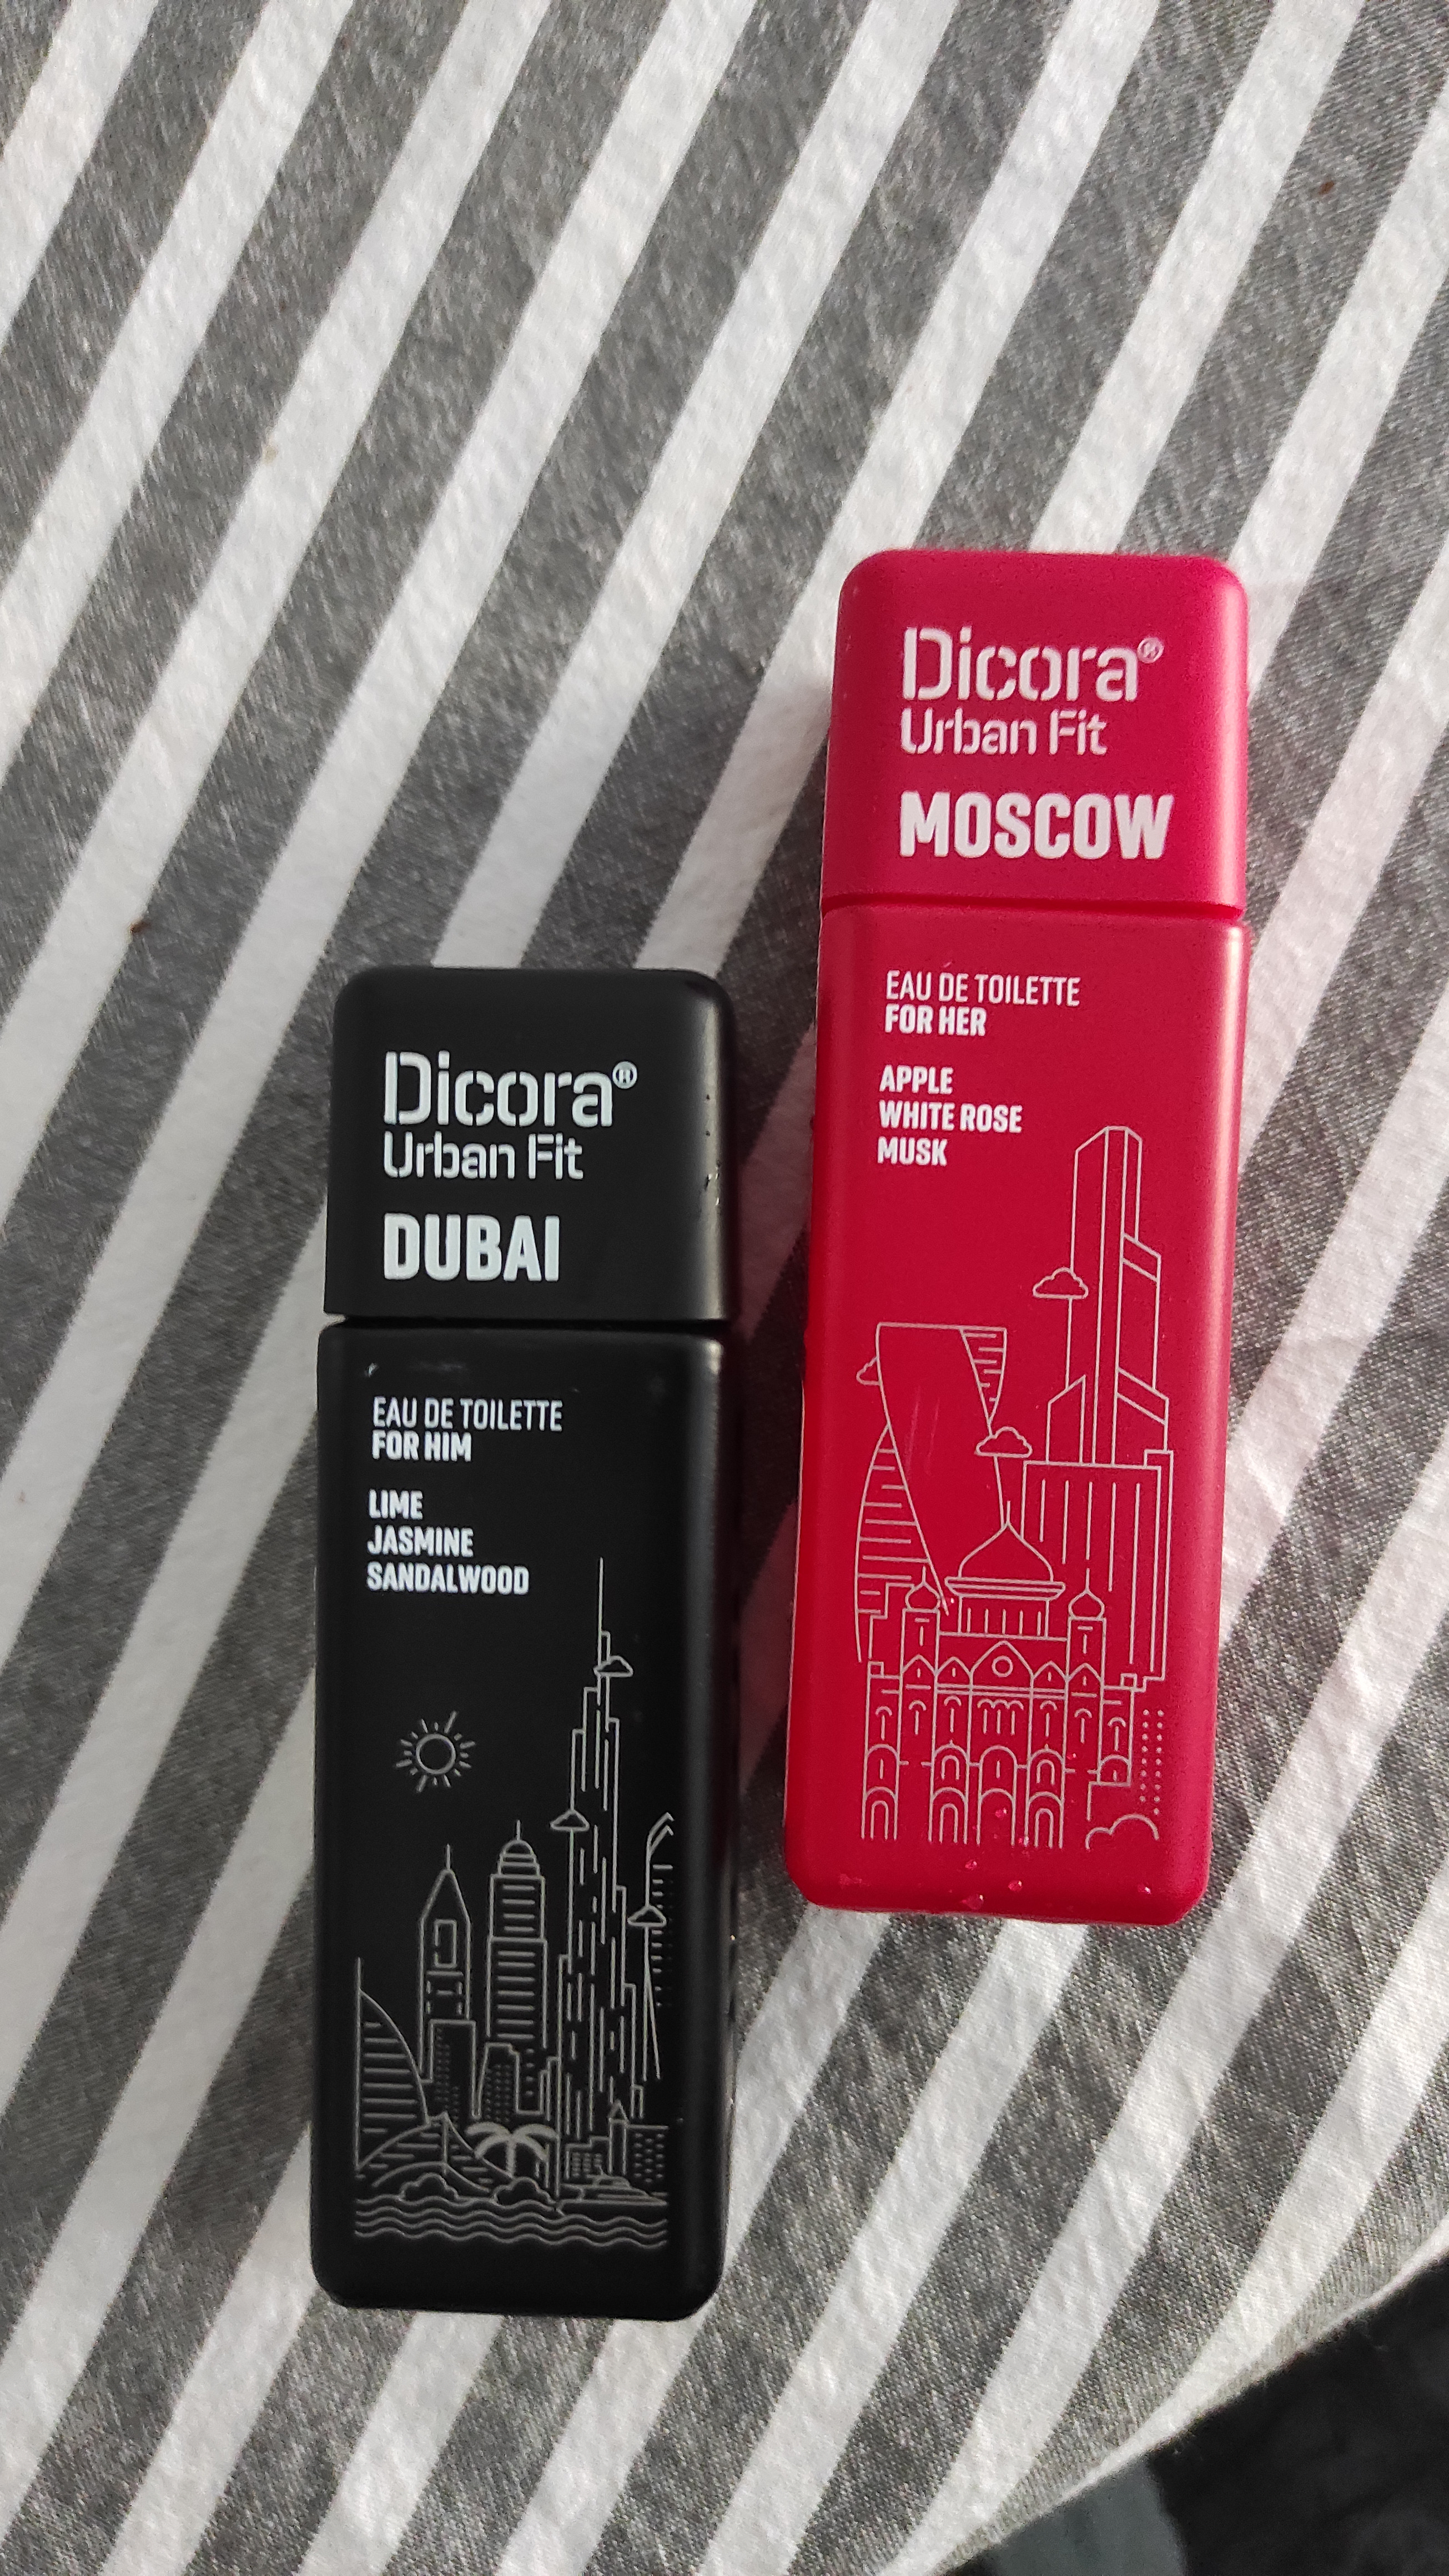 Dicora®
Urban Fit
DUBAI
EAU DE TOILETTE
FOR HIM
LIME
JASMINE
SANDALWOOD
Dicora®
Urban Fit
MOSCOW
EAU DE TOILETTE
FOR HER
APPLE
WHITE ROSE
MUSK